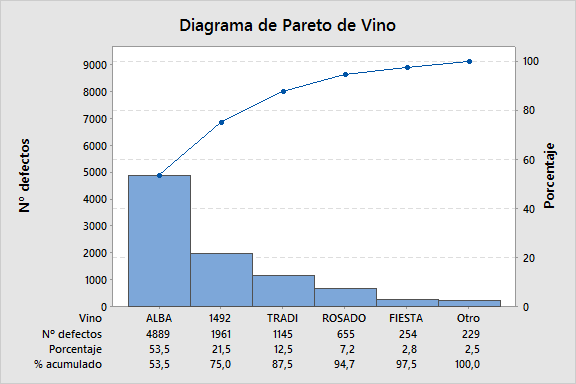 Diagrama de Pareto de Vino
9000
8000
7000
6000
5000
4000
3000
2000
1000
0
Nº defectos
100
80
60
40
20
0
Porcentaje
Vino ALBA 1492 TRADI ROSADO FIESTA Otro
Nº defectos 4889 1961 1145 655 254 229
Porcentaje 53,5 21,5 12,5 7,2 2,8 2,5
% acumulado 53,5 75,0 87,5 94,7 97,5 100,0